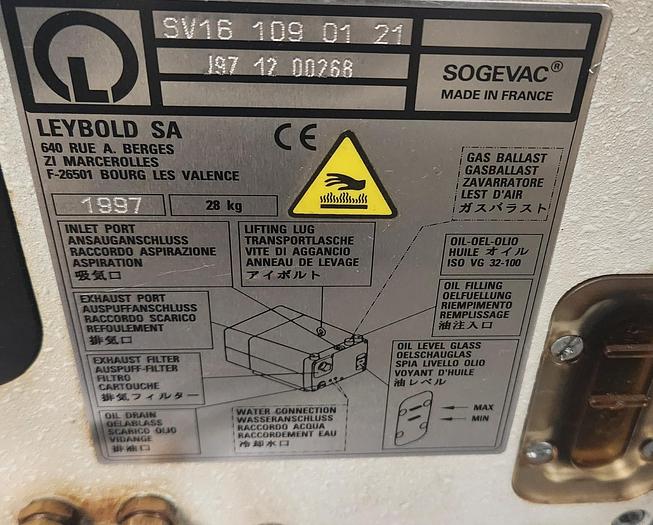 SV16 109 01 21
J97 12 00268
SOGEVAC®
MADE IN FRANCE
LEYBOLD SA
640 RUE A. BERGES
ZI MARCEROLLES
F-26501 BOURG LES VALENCE
CE
1997
28 kg
GAS BALLAST
GASBALLAST
ZAVARRATORE
LEST D'AIR
ガスバラスト
INLET PORT
ANSAUGANSCHLUSS
RACCORDO ASPIRAZIONE
ASPIRATION
吸気口
LIFTING LUG
TRANSPORTLASCHE
VITE DI AGGANCIO
ANNEAU DE LEVAGE
アイボルト
OIL-OEL-OLIO
HUILE オイル
ISO VG 32-100
EXHAUST PORT
AUSPUFFANSCHLUSS
RACCORDO SCARICO
REFOULEMENT
排気口
OIL FILLING
OELFUELLUNG
RIEMPIMENTO
REMPLISSAGE
油注入口
EXHAUST FILTER
AUSPUFF-FILTER
FILTRO
CARTOUCHE
排気フィルター
OIL LEVEL GLASS
OELSCHAUGLAS
SPIA LIVELLO OLIO
VOYANT D'HUILE
油レベル
MAX
MIN
OIL DRAIN
OELABLASS
SCARICO OLIO
VIDANGE
排油口
WATER CONNECTION
WASSERANSCHLUSS
RACCORDO ACQUA
RACCORDEMENT EAU
冷却水口